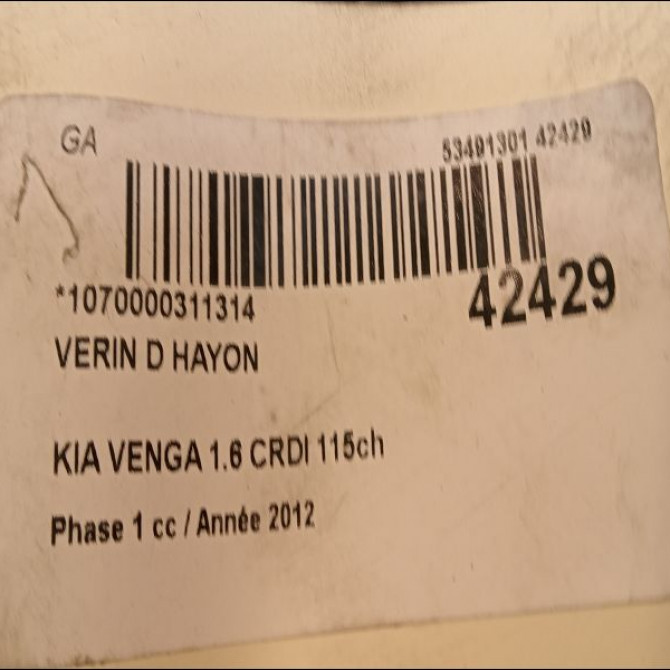 GA
53491301 42429
*1070000311314
42429
VERIN D HAYON
KIA VENGA 1.6 CRDI 115ch
Phase 1 cc / Année 2012